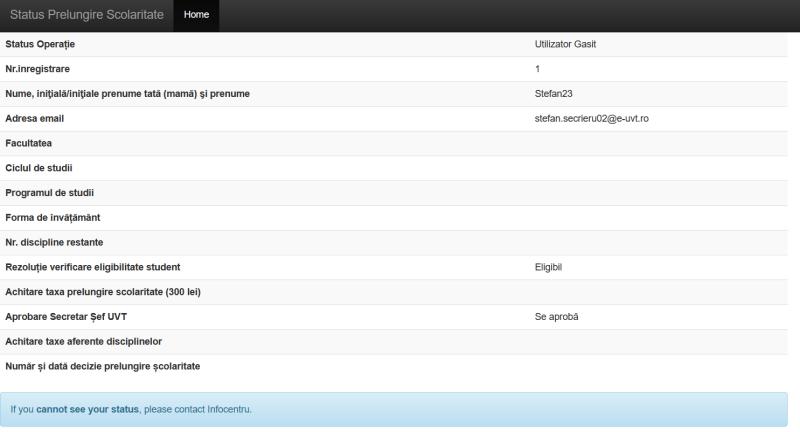 Status Prelungire Scolaritate Home
Status Operație Utilizator Gasit
Nr.inregistrare 1
Nume, inițială/inițiale prenume tată (mamă) și prenume Stefan23
Adresa email stefan.secrieru02@e-uvt.ro
Facultatea
Ciclul de studii
Programul de studii
Forma de învățământ
Nr. discipline restante
Rezoluție verificare eligibilitate student Eligibil
Achitare taxa prelungire scolaritate (300 lei)
Aprobare Secretar Șef UVT Se aprobă
Achitare taxe aferente disciplinelor
Număr și dată decizie prelungire școlaritate
If you cannot see your status, please contact Infocentru.